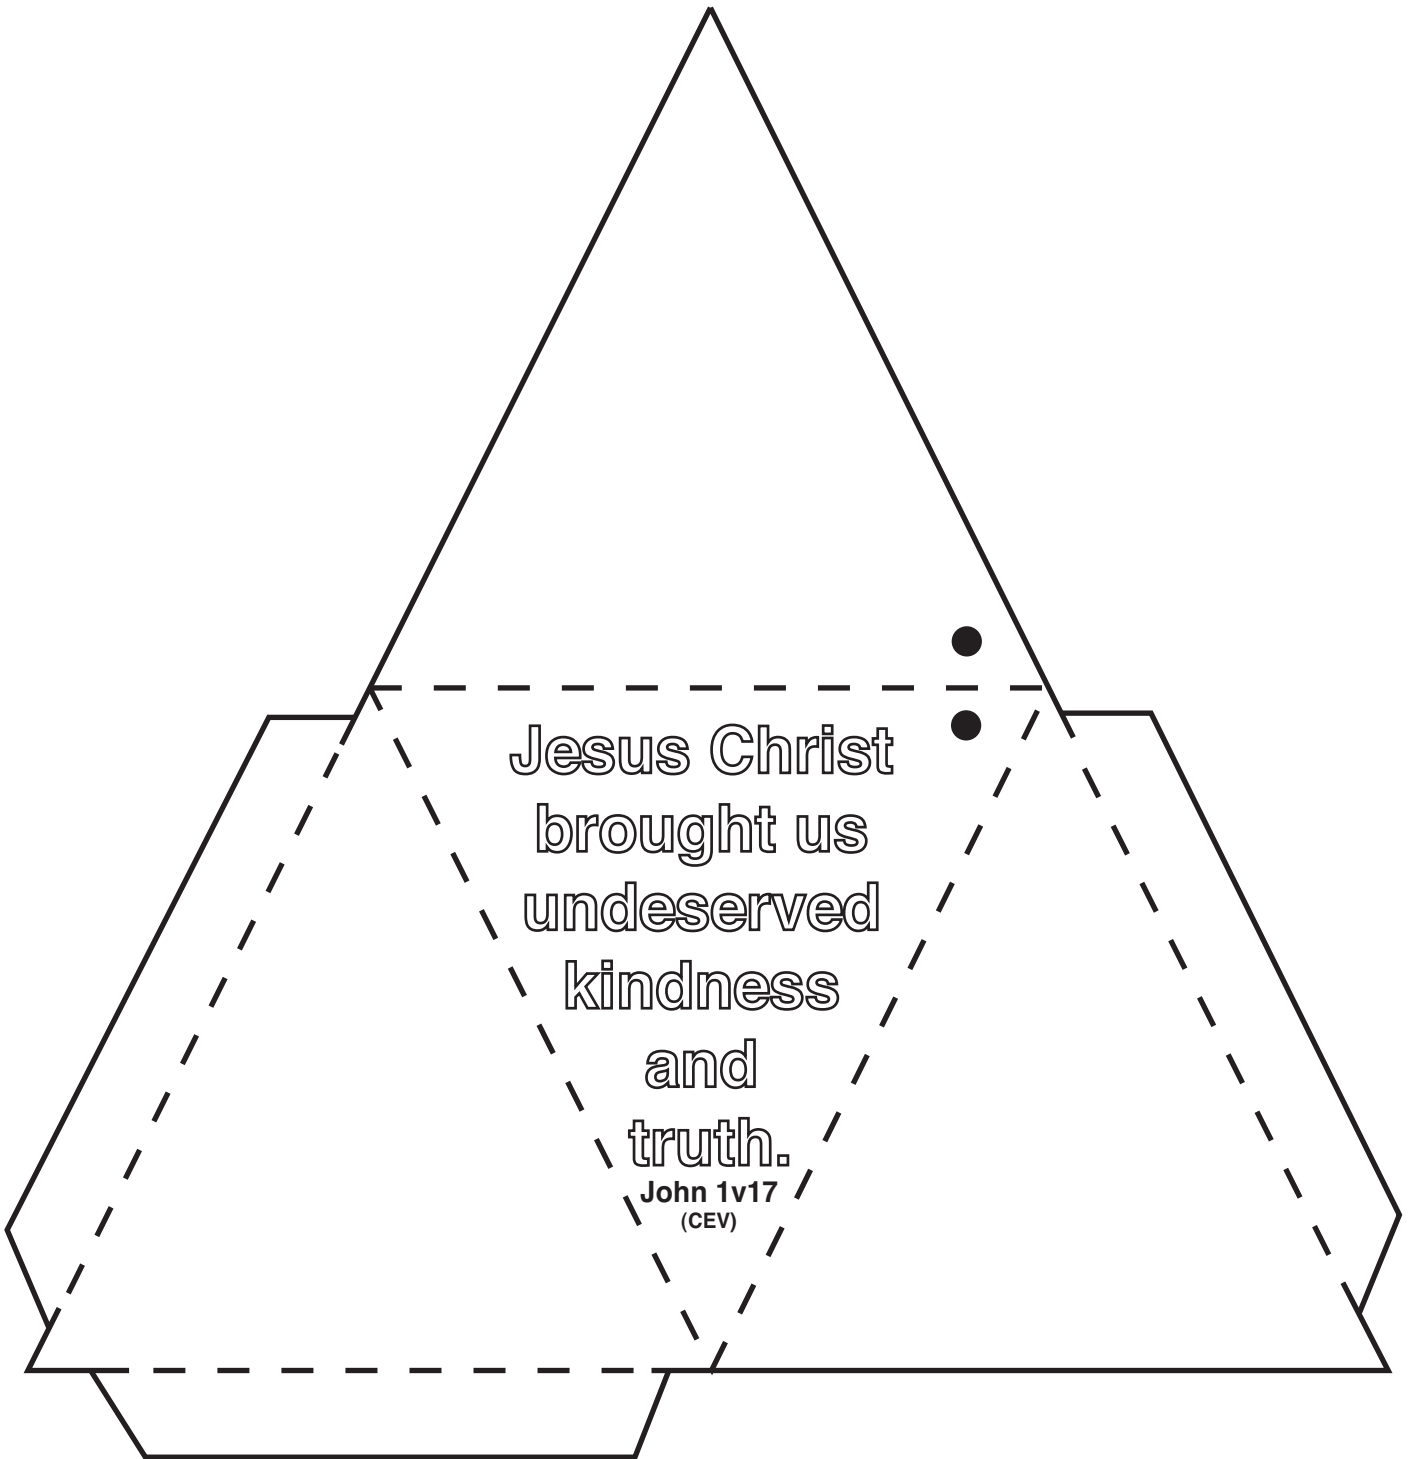 Jesus Christ
brought us
undeserved
kindness
and
truth.
John 1v17
(CEV)